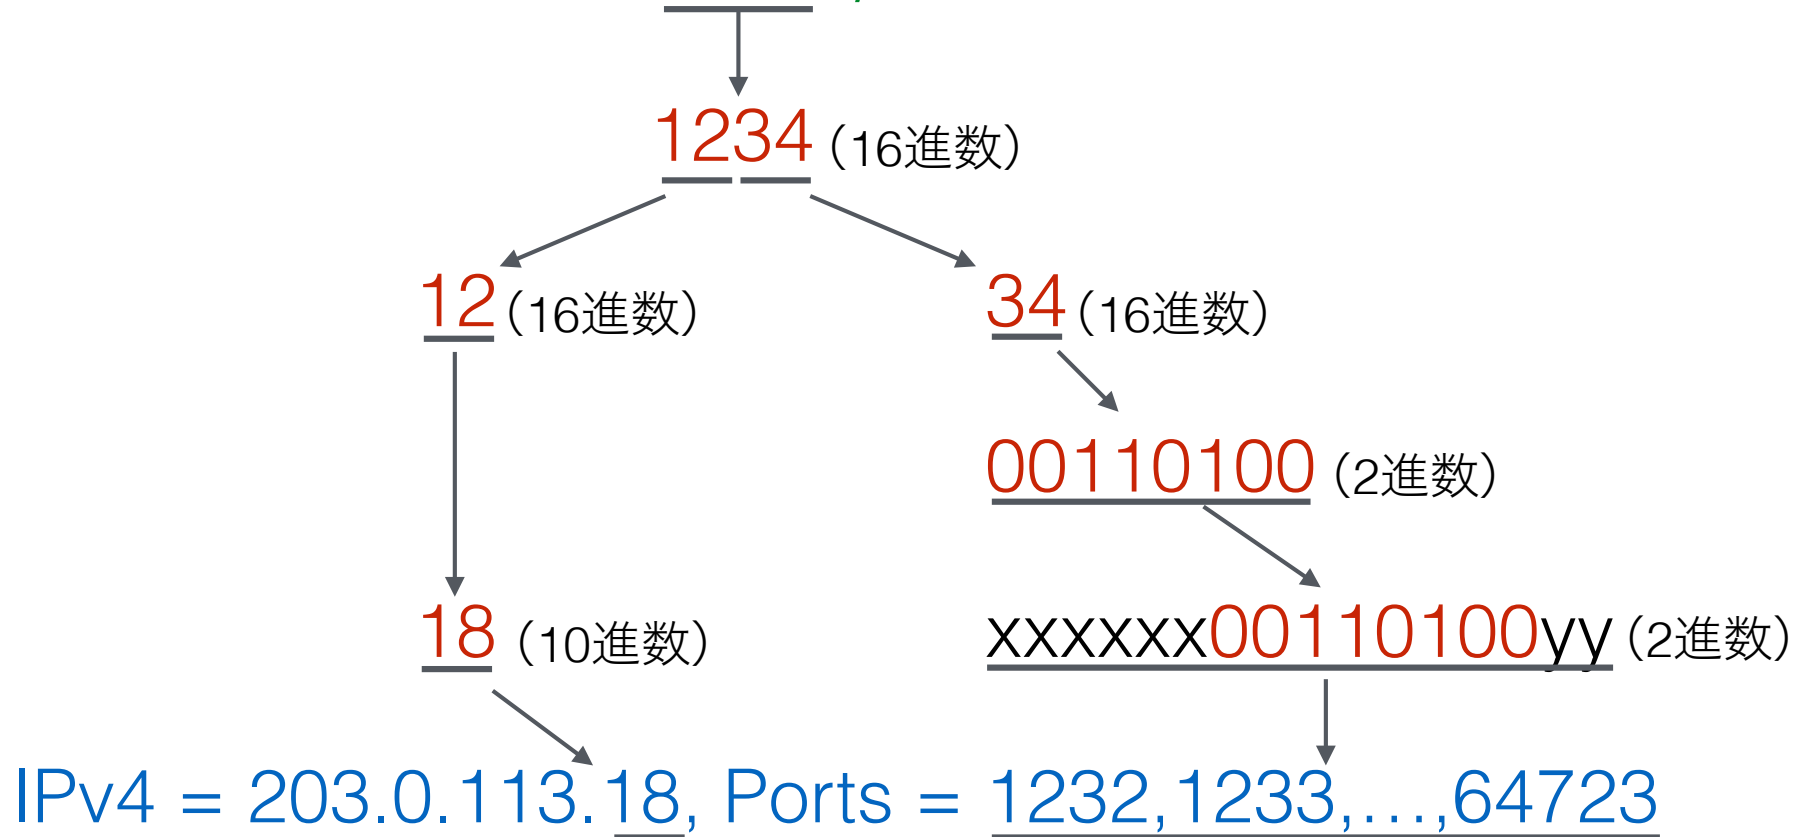 1234（16進数）
12（16進数）
34（16進数）
00110100（2進数）
18（10進数）
xxxxxx00110100yy（2進数）
IPv4 = 203.0.113.18, Ports = 1232,1233,…,64723